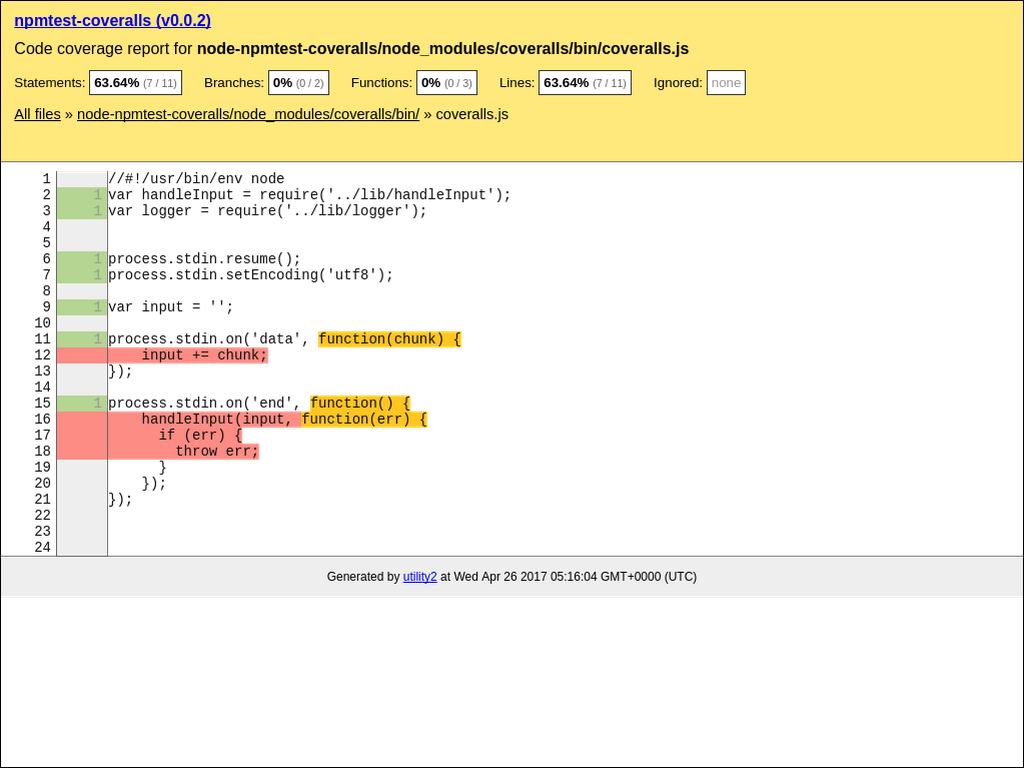 npmtest-coveralls (v0.0.2)
Code coverage report for node-npmtest-coveralls/node_modules/coveralls/bin/coveralls.js
Statements: 63.64% (7 / 11) Branches: 0% (0 / 2) Functions: 0% (0 / 3) Lines: 63.64% (7 / 11) Ignored: none
All files » node-npmtest-coveralls/node_modules/coveralls/bin/ » coveralls.js
1 //#!/usr/bin/env node
2 1 var handleInput = require('../lib/handleInput');
3 1 var logger = require('../lib/logger');
4
5
6 1 process.stdin.resume();
7 1 process.stdin.setEncoding('utf8');
8
9 1 var input = '';
10
11 1 process.stdin.on('data', function(chunk) {
12     input += chunk;
13 });
14
15 1 process.stdin.on('end', function() {
16     handleInput(input, function(err) {
17       if (err) {
18         throw err;
19       }
20     });
21 });
22
23
24
Generated by utility2 at Wed Apr 26 2017 05:16:04 GMT+0000 (UTC)